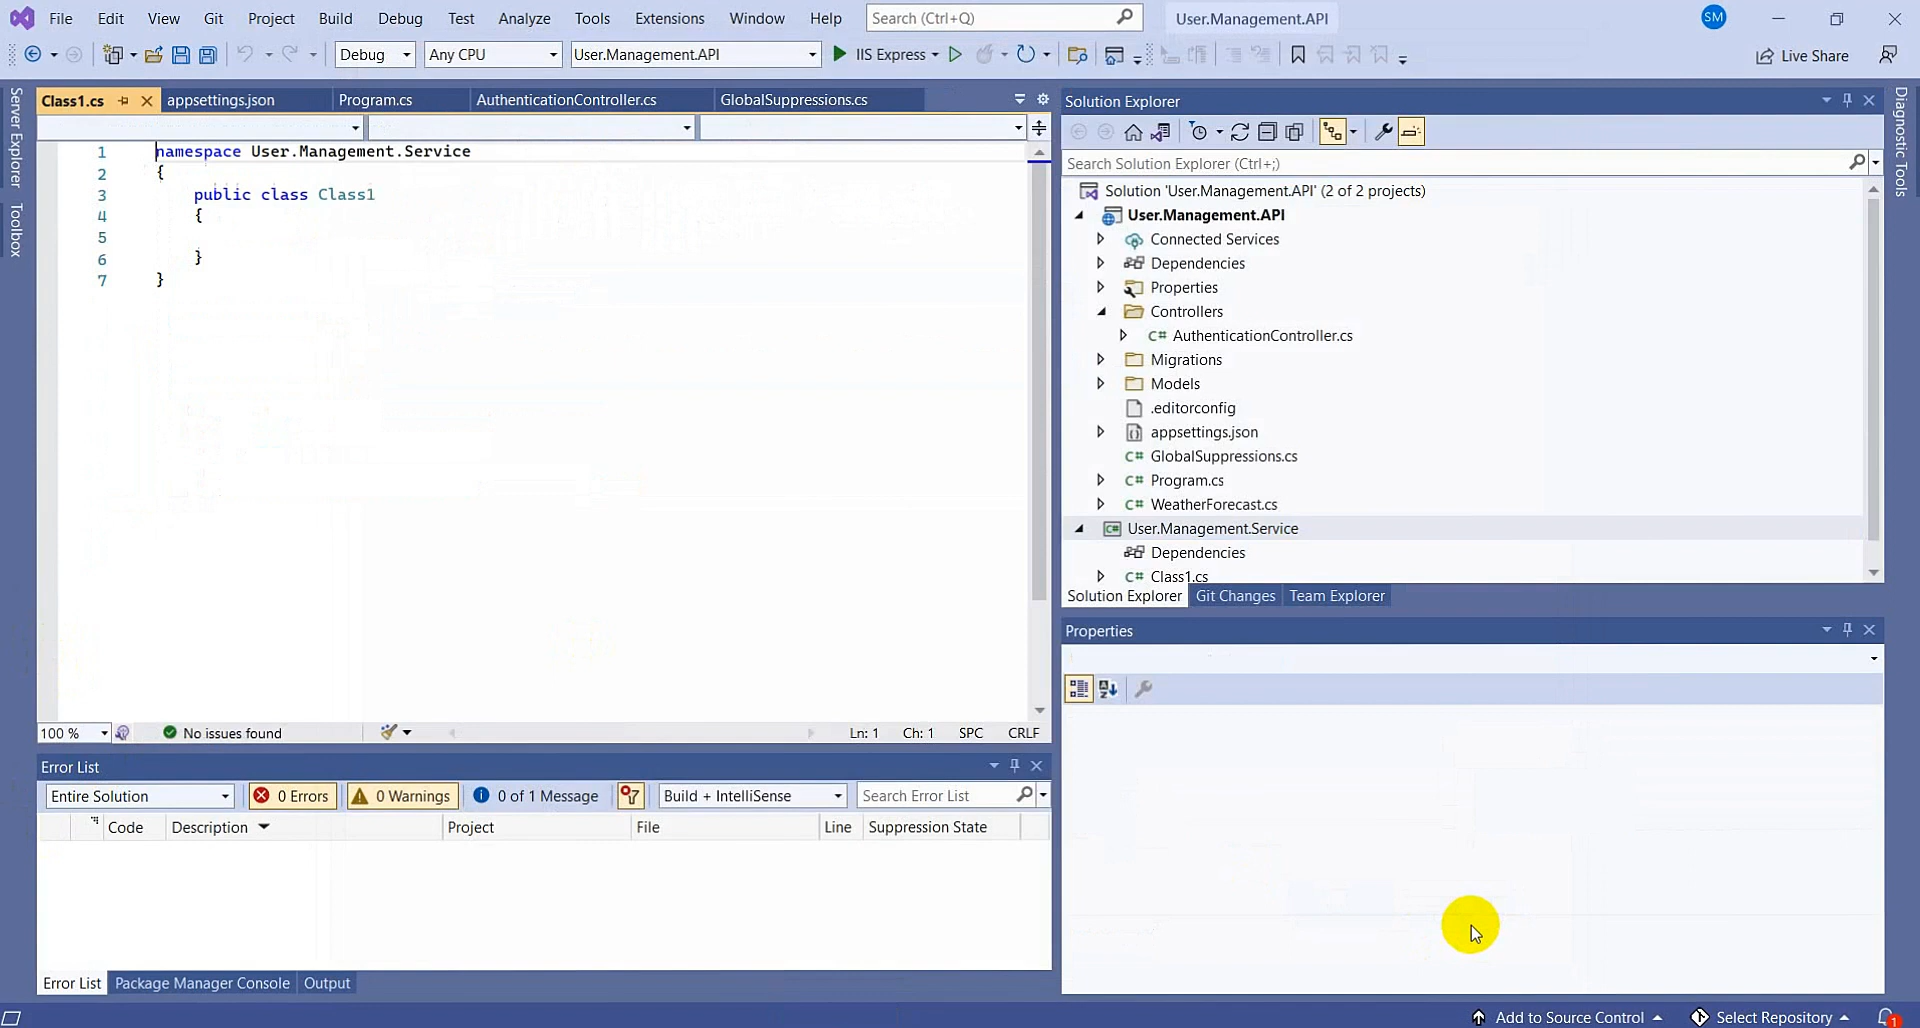 File Edit View Git Project Build Debug Test Analyze Tools Extensions Window Help Search (Ctrl+Q) User.Management.API SM
Debug Any CPU User.Management.API IIS Express Live Share
Server Explorer
Toolbox
Class1.cs appsettings.json Program.cs AuthenticationController.cs GlobalSuppressions.cs
1 namespace User.Management.Service
2 {
3 public class Class1
4 {
5
6 }
7 }
100 % No issues found Ln: 1 Ch: 1 SPC CRLF
Error List
Entire Solution 0 Errors 0 Warnings 0 of 1 Message Build + IntelliSense Search Error List
Code Description Project File Line Suppression State
Error List Package Manager Console Output
Solution Explorer
Search Solution Explorer (Ctrl+;)
Solution 'User.Management.API' (2 of 2 projects)
User.Management.API
Connected Services
Dependencies
Properties
Controllers
C# AuthenticationController.cs
Migrations
Models
.editorconfig
appsettings.json
C# GlobalSuppressions.cs
C# Program.cs
C# WeatherForecast.cs
C# User.Management.Service
Dependencies
C# Class1.cs
Solution Explorer Git Changes Team Explorer
Properties
Diagnostic Tools
Add to Source Control Select Repository 1